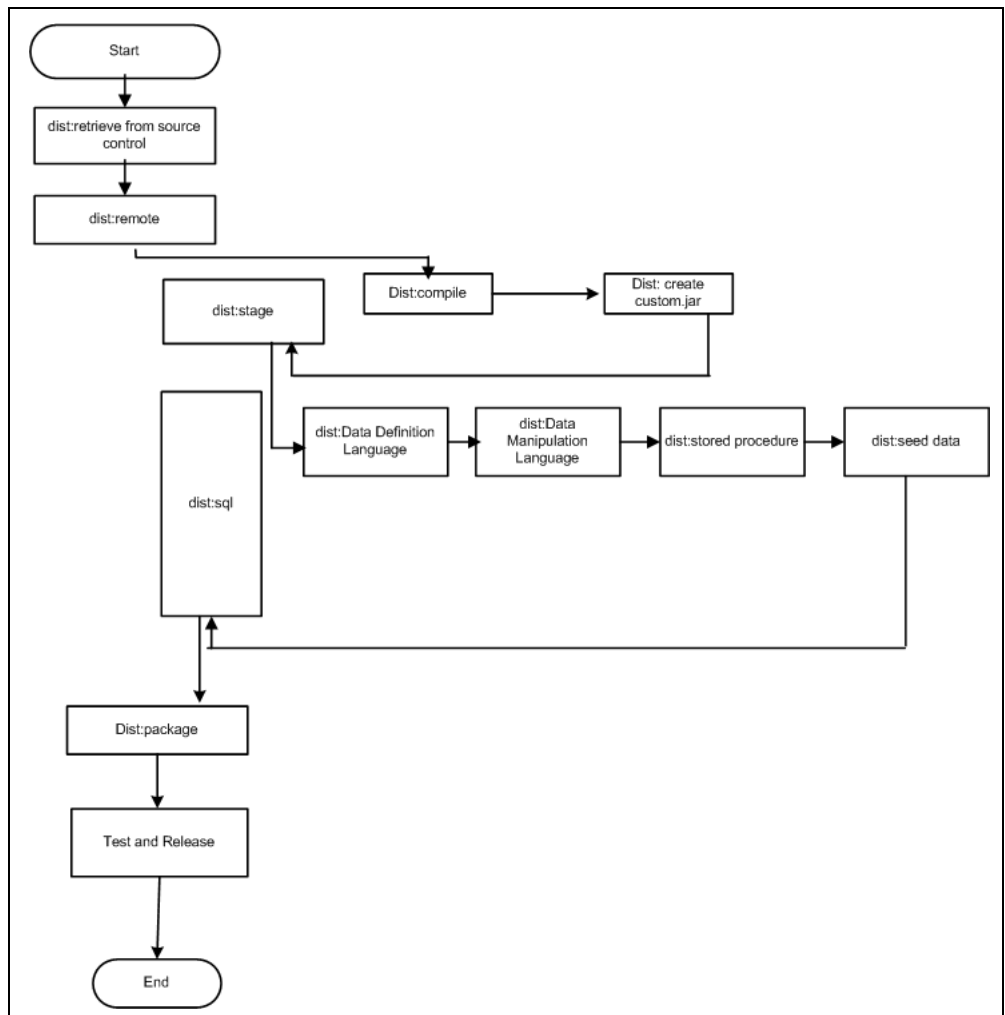 Start
dist:retrieve from source
control
dist:remote
Dist:compile
Dist: create
custom.jar
dist:stage
dist:Data Definition
Language
dist:Data
Manipulation
Language
dist:stored procedure
dist:seed data
dist:sql
Dist:package
Test and Release
End